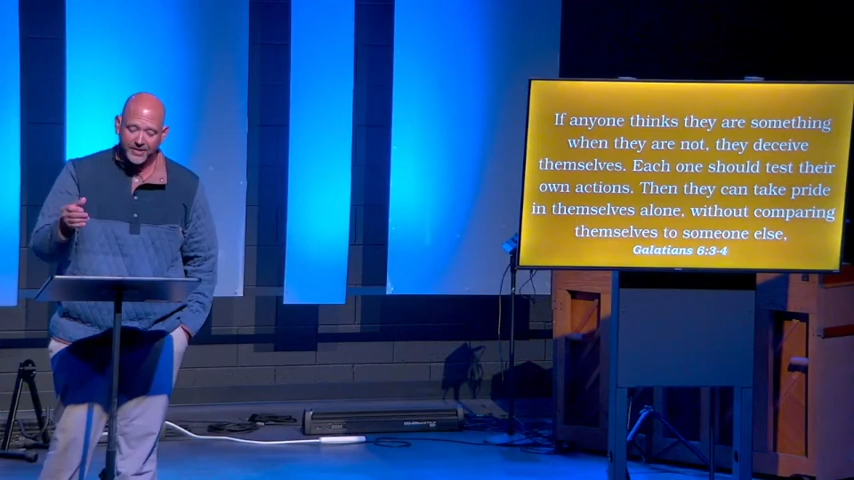 If anyone thinks they are something
when they are not, they deceive
themselves. Each one should test their
own actions. Then they can take pride
in themselves alone, without comparing
themselves to someone else,
Galatians 6:3-4